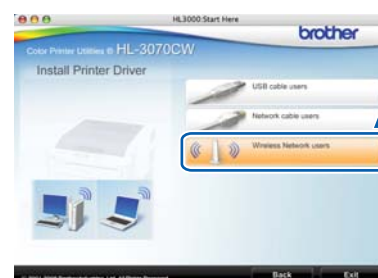 HL3000:Start Here
brother
Color Printer Utilities © HL-3070CW
Install Printer Driver
USB cable users
Network cable users
Wireless Network users
Back
Exit